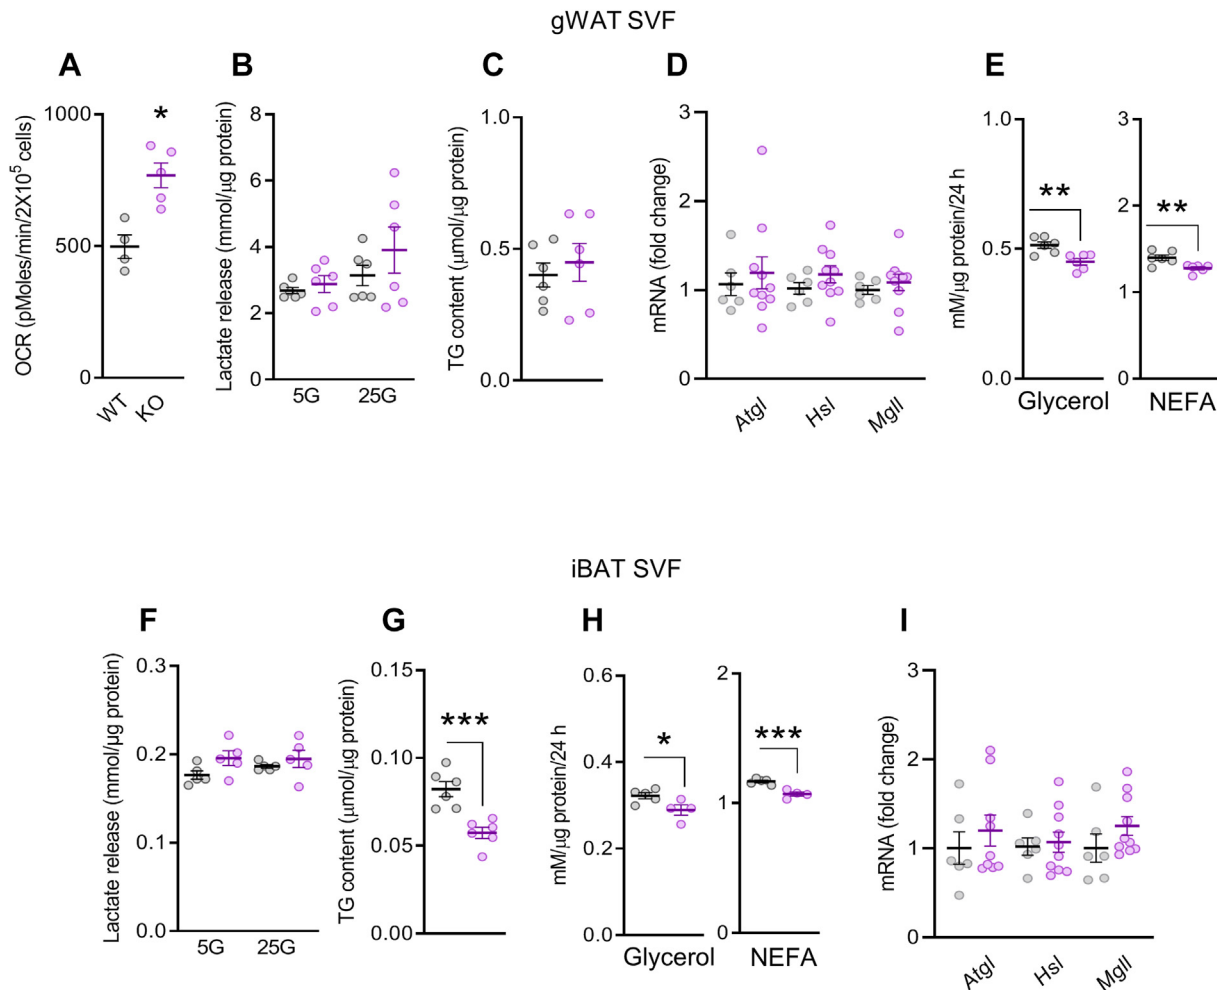 gWAT SVF
A
B
C
D
E
OCR (pMoles/min/2X10⁵ cells)
1000
500
0
*
WT
KO
Lactate release (mmol/μg protein)
8
6
4
2
0
5G
25G
TG content (μmol/μg protein)
1.0
0.5
0.0
mRNA (fold change)
3
2
1
0
Atgl
Hsl
Mgll
mM/μg protein/24 h
1.0
0.5
0.0
**
Glycerol
3
2
1
0
**
NEFA
iBAT SVF
F
G
H
I
Lactate release (mmol/μg protein)
0.3
0.2
0.1
0.0
5G
25G
TG content (μmol/μg protein)
0.15
0.10
0.05
0.00
***
mM/μg protein/24 h
0.6
0.4
0.2
0.0
*
Glycerol
2
1
0
***
NEFA
mRNA (fold change)
3
2
1
0
Atgl
Hsl
Mgll